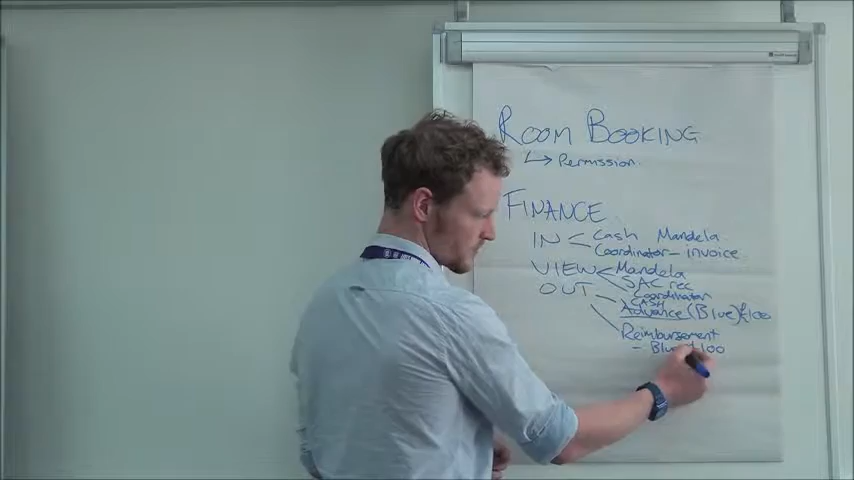 ROOM BOOKING
↳ Permission.
FINANCE
IN < Cash Mandela
Coordinator - invoice
VIEW < Mandela
SAC rec
Coordinator
OUT - CASH
Advance (Blue) £100
Reimbursement
- Blue 100